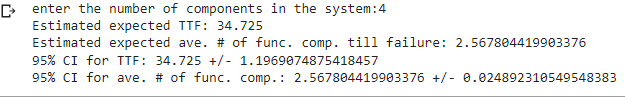 enter the number of components in the system:4
Estimated expected TTF: 34.725
Estimated expected ave. # of func. comp. till failure: 2.567804419903376
95% CI for TTF: 34.725 +/- 1.1969074875418457
95% CI for ave. # of func. comp.: 2.567804419903376 +/- 0.024892310549548383